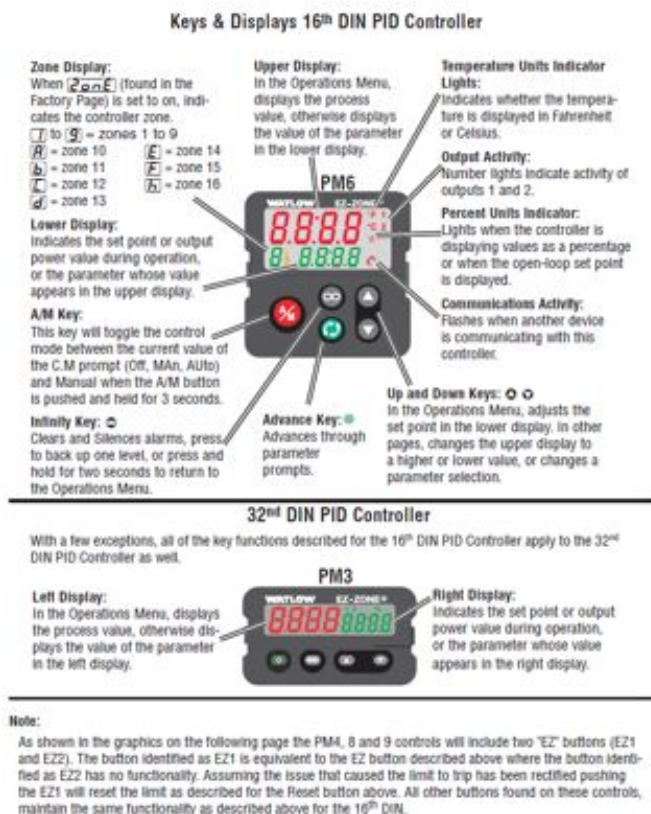 Keys & Displays 16th DIN PID Controller
Zone Display:
When [ZonE] (found in the
Factory Page) is set to on, indi-
cates the controller zone.
[1] to [9] = zones 1 to 9
[A] = zone 10
[b] = zone 11
[C] = zone 12
[d] = zone 13
[E] = zone 14
[F] = zone 15
[h] = zone 16
Lower Display:
Indicates the set point or output
power value during operation,
or the parameter whose value
appears in the upper display.
A/M Key:
This key will toggle the control
mode between the current value of
the C.M prompt (Off, MAn, AUto)
and Manual when the A/M button
is pushed and held for 3 seconds.
Infinity Key:
Clears and Silences alarms, press
to back up one level, or press and
hold for two seconds to return to
the Operations Menu.
Upper Display:
In the Operations Menu,
displays the process
value, otherwise displays
the value of the parameter
in the lower display.
PM6
WATLOW EZ-ZONE®
8.8.8.8
8 8.8.8.8
Advance Key:
Advances through
parameter
prompts.
Temperature Units Indicator
Lights:
Indicates whether the tempera-
ture is displayed in Fahrenheit
or Celsius.
Output Activity:
Number lights indicate activity of
outputs 1 and 2.
Percent Units Indicator:
Lights when the controller is
displaying values as a percentage
or when the open-loop set point
is displayed.
Communications Activity:
Flashes when another device
is communicating with this
controller.
Up and Down Keys:
In the Operations Menu, adjusts the
set point in the lower display. In other
pages, changes the upper display to
a higher or lower value, or changes a
parameter selection.
32nd DIN PID Controller
With a few exceptions, all of the key functions described for the 16th DIN PID Controller apply to the 32nd
DIN PID Controller as well.
PM3
Left Display:
In the Operations Menu, displays
the process value, otherwise dis-
plays the value of the parameter
in the left display.
WATLOW EZ-ZONE®
8888 8888
Right Display:
Indicates the set point or output
power value during operation,
or the parameter whose value
appears in the right display.
Note:
As shown in the graphics on the following page the PM4, 8 and 9 controls will include two "EZ" buttons (EZ1
and EZ2). The button identified as EZ1 is equivalent to the EZ button described above where the button identi-
fied as EZ2 has no functionality. Assuming the issue that caused the limit to trip has been rectified pushing
the EZ1 will reset the limit as described for the Reset button above. All other buttons found on these controls,
maintain the same functionality as described above for the 16th DIN.